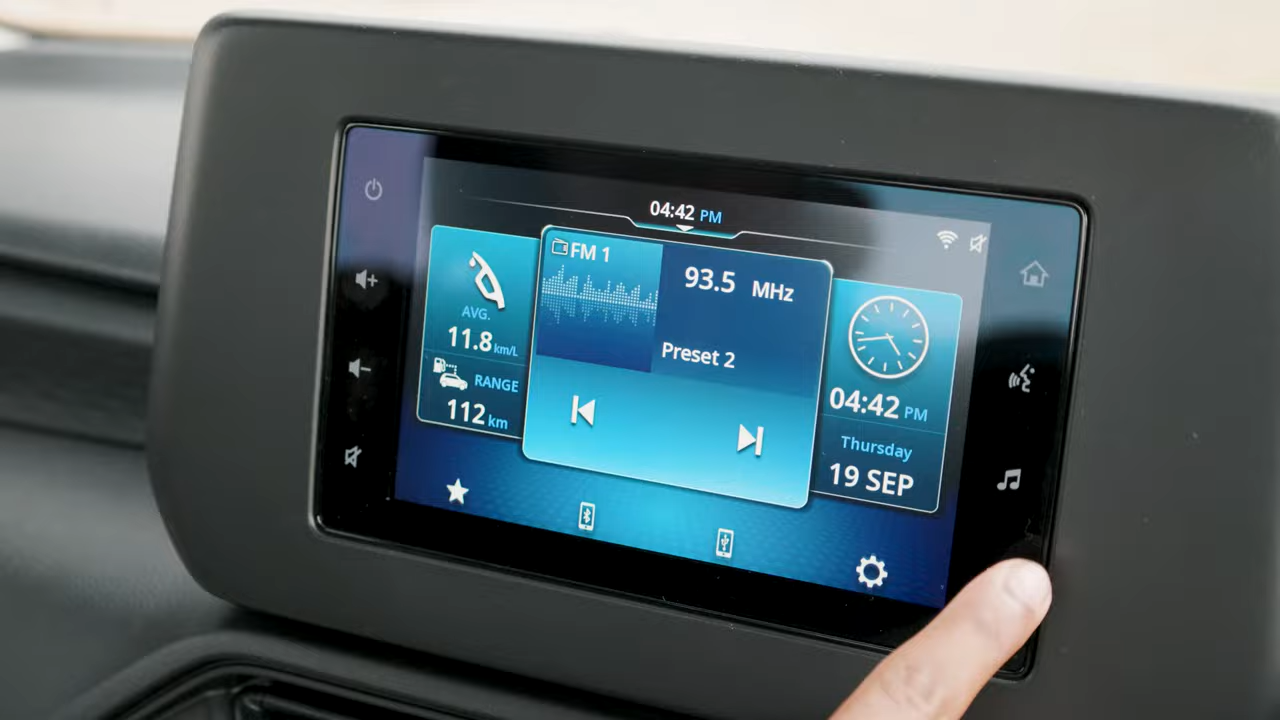 04:42 PM
AVG.
11.8 km/L
RANGE
112 km
FM 1
93.5 MHz
Preset 2
04:42 PM
Thursday
19 SEP